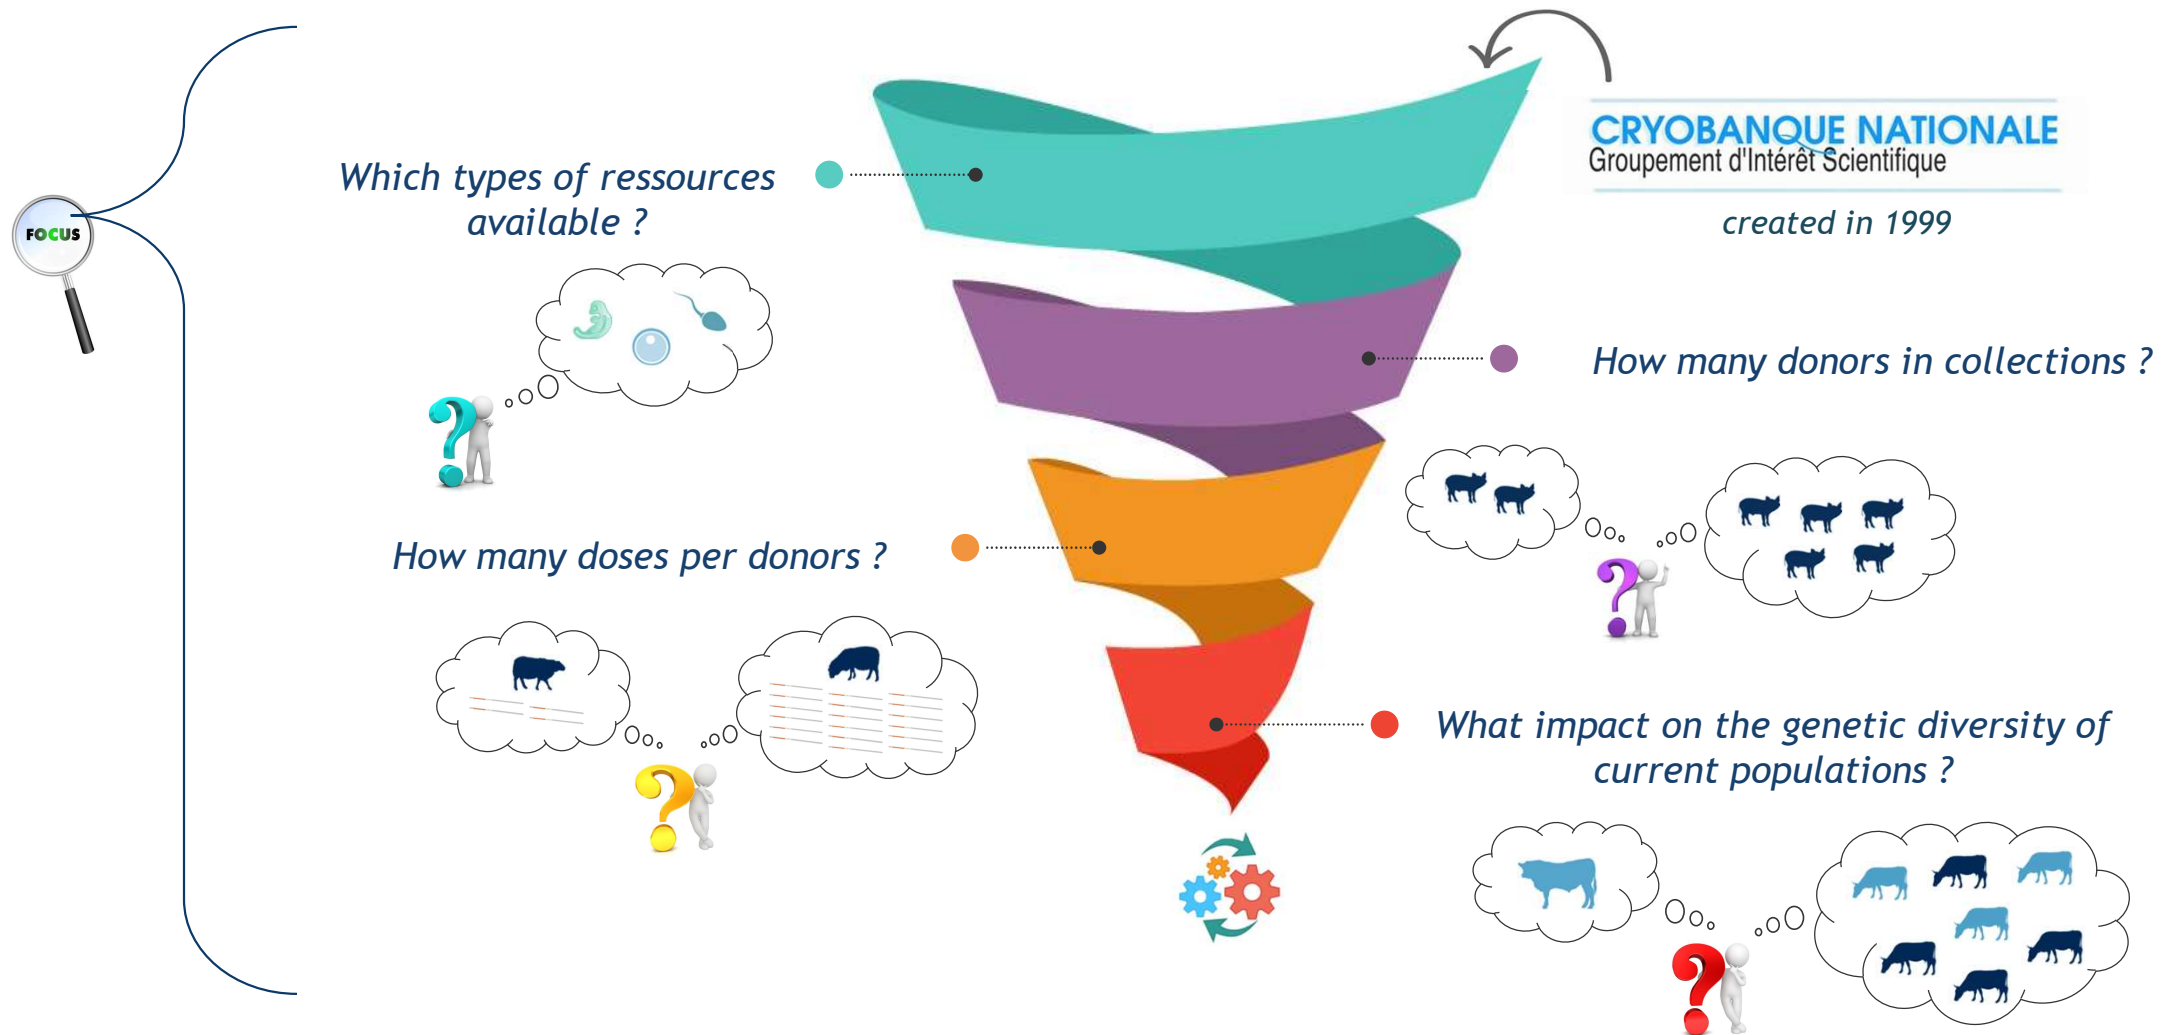 FOCUS
Which types of ressources
available ?
CRYOBANQUE NATIONALE
Groupement d'Intérêt Scientifique
created in 1999
How many donors in collections ?
How many doses per donors ?
What impact on the genetic diversity of
current populations ?